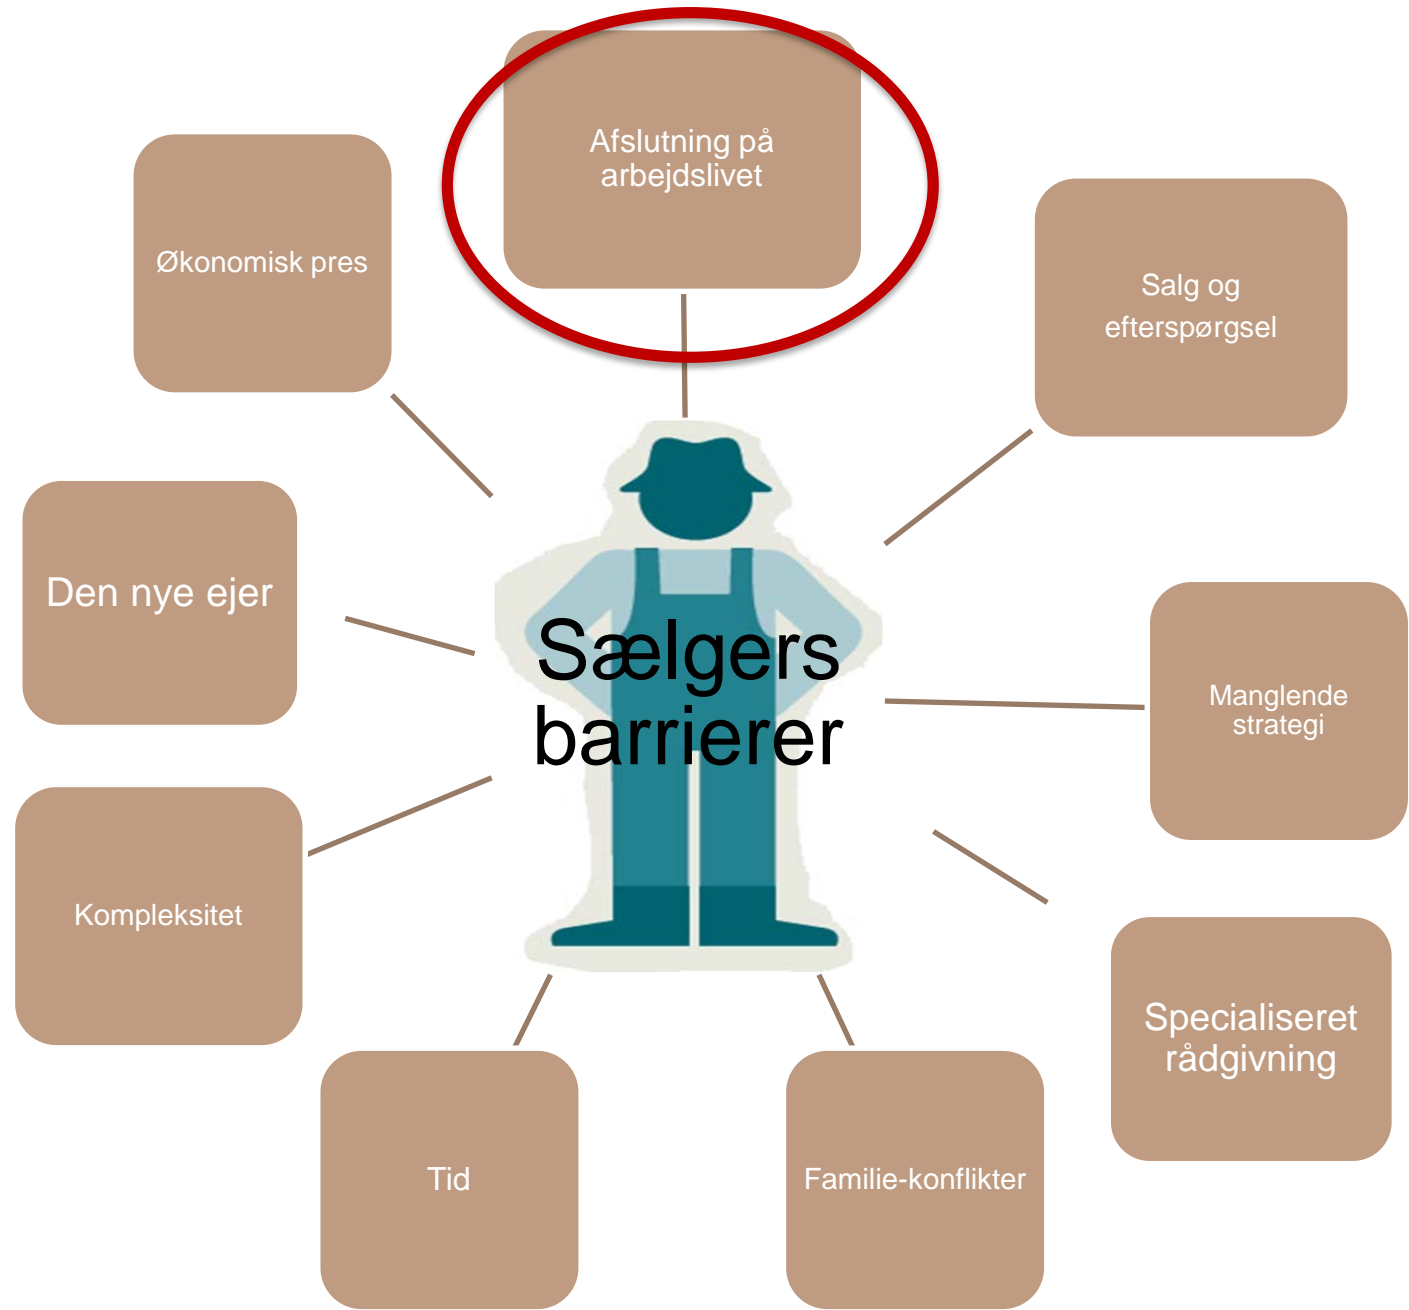 Afslutning på
arbejdslivet
Økonomisk pres
Salg og
efterspørgsel
Den nye ejer
Sælgers
barrierer
Manglende
strategi
Kompleksitet
Specialiseret
rådgivning
Tid
Familie-konflikter